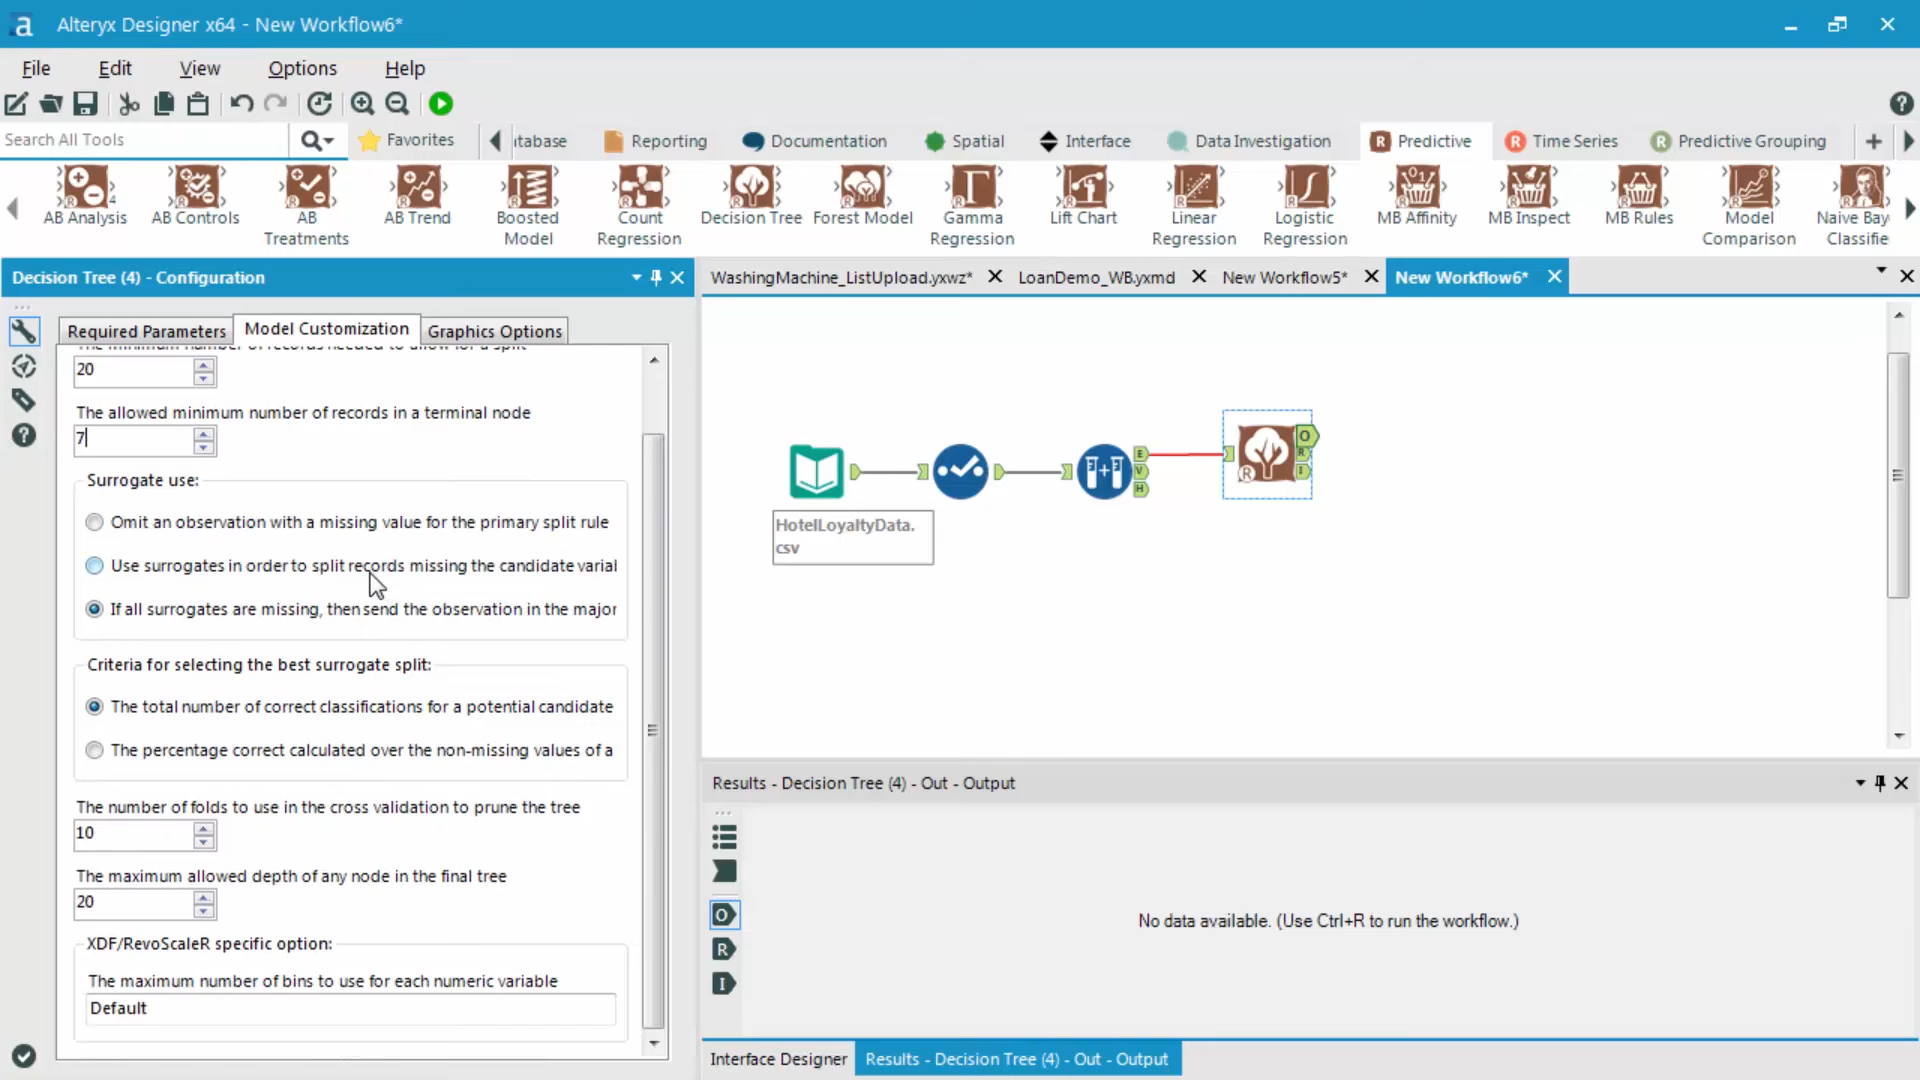 a Alteryx Designer x64 - New Workflow6*
File Edit View Options Help
Search All Tools Favorites tabase Reporting Documentation Spatial Interface Data Investigation R Predictive R Time Series R Predictive Grouping
AB Analysis AB Controls AB Treatments AB Trend Boosted Model Count Regression Decision Tree Forest Model Gamma Regression Lift Chart Linear Regression Logistic Regression MB Affinity MB Inspect MB Rules Model Comparison Naive Bay Classifie
Decision Tree (4) - Configuration
WashingMachine_ListUpload.yxwz* LoanDemo_WB.yxmd New Workflow5* New Workflow6*
Required Parameters Model Customization Graphics Options
The minimum number of records needed to allow for a split
20
The allowed minimum number of records in a terminal node
7
Surrogate use:
Omit an observation with a missing value for the primary split rule
Use surrogates in order to split records missing the candidate varial
If all surrogates are missing, then send the observation in the major
Criteria for selecting the best surrogate split:
The total number of correct classifications for a potential candidate
The percentage correct calculated over the non-missing values of a
The number of folds to use in the cross validation to prune the tree
10
The maximum allowed depth of any node in the final tree
20
XDF/RevoScaleR specific option:
The maximum number of bins to use for each numeric variable
Default
E
V
H
R
O
R
I
HotelLoyaltyData.
csv
Results - Decision Tree (4) - Out - Output
O
R
I
No data available. (Use Ctrl+R to run the workflow.)
Interface Designer Results - Decision Tree (4) - Out - Output